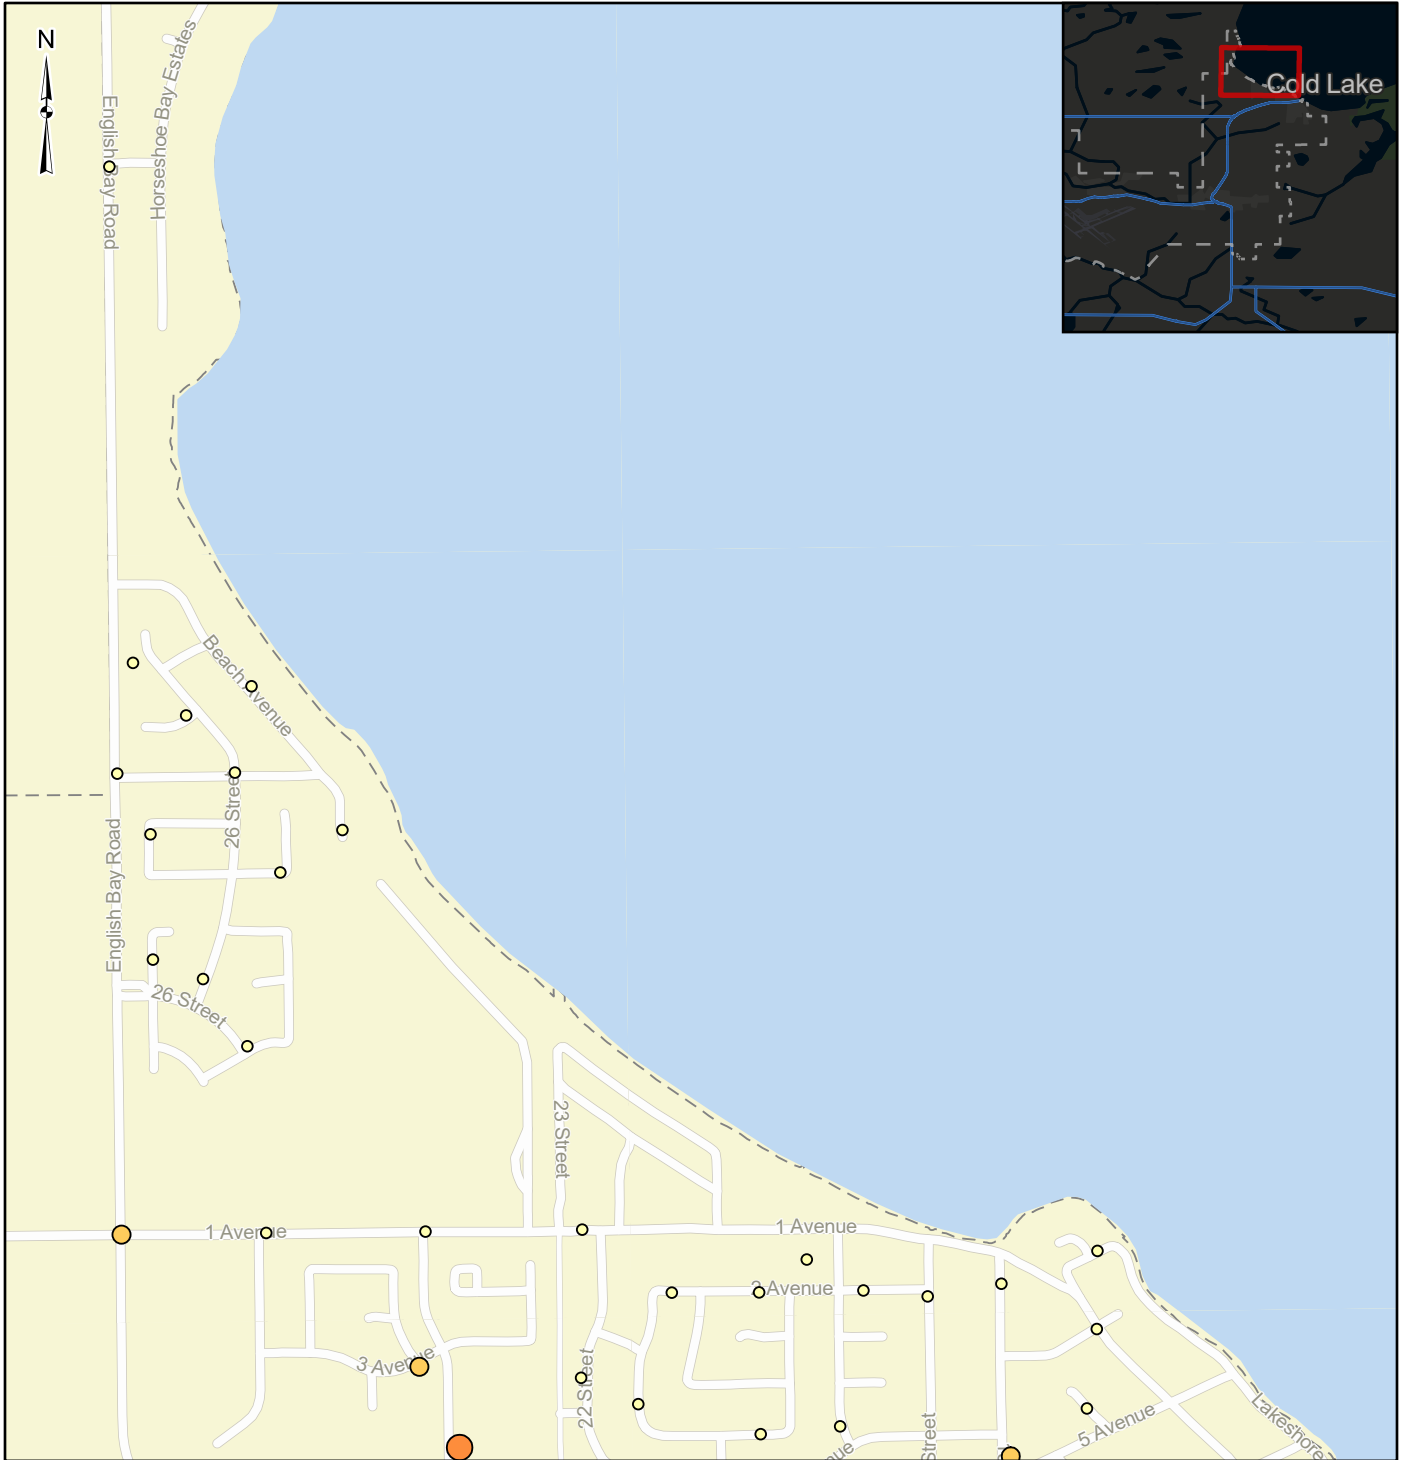 N
Cold Lake
Horseshoe Bay Estates
English Bay Road
Beach Avenue
26 Street
English Bay Road
26 Street
23 Street
1 Avenue
1 Avenue
2 Avenue
3 Avenue
22 Street
Street
5 Avenue
Lakeshore